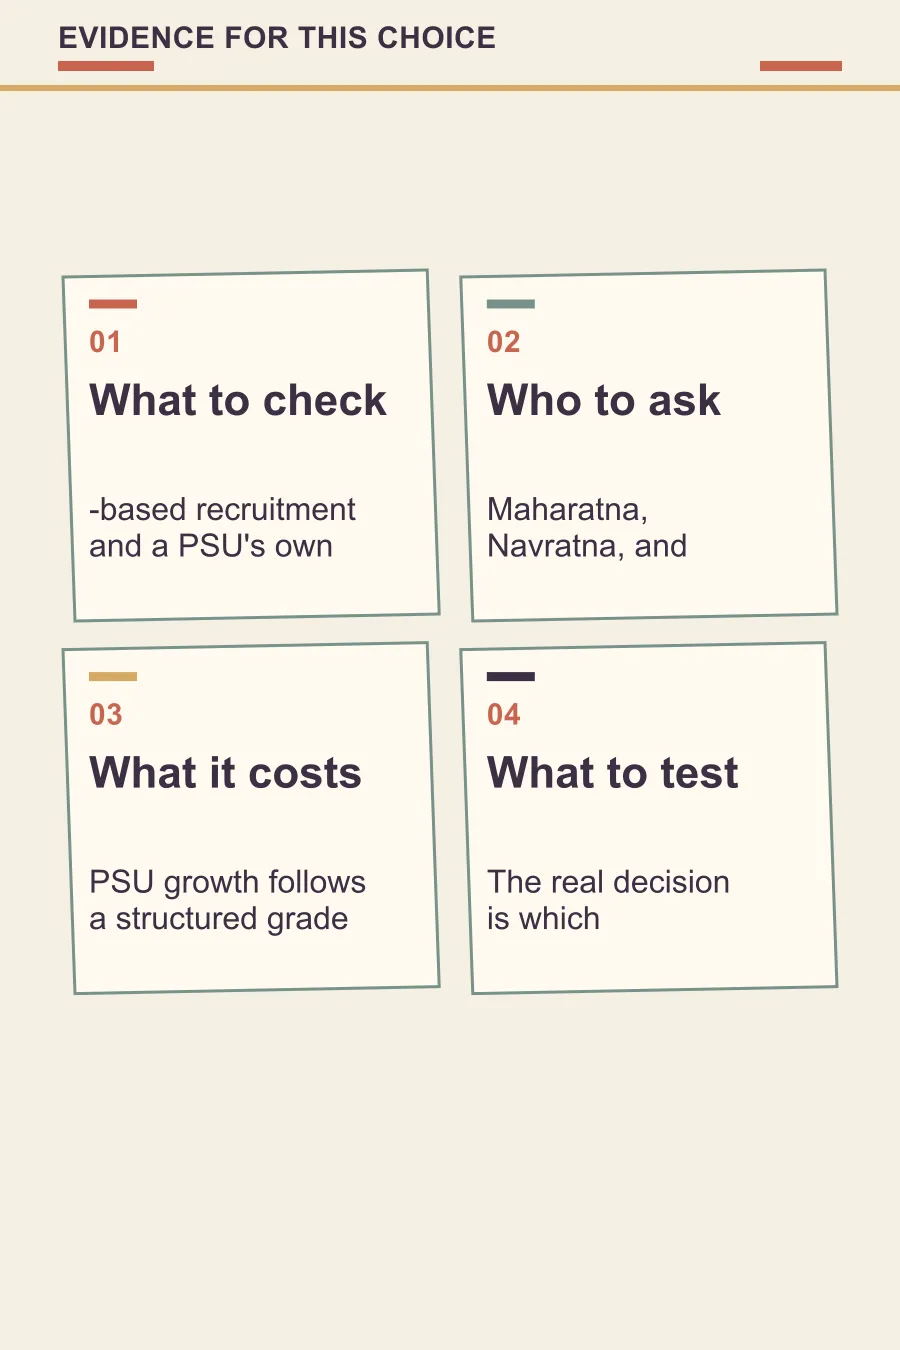 EVIDENCE FOR THIS CHOICE
01
What to check
-based recruitment
and a PSU's own
02
Who to ask
Maharatna,
Navratna, and
03
What it costs
PSU growth follows
a structured grade
04
What to test
The real decision
is which